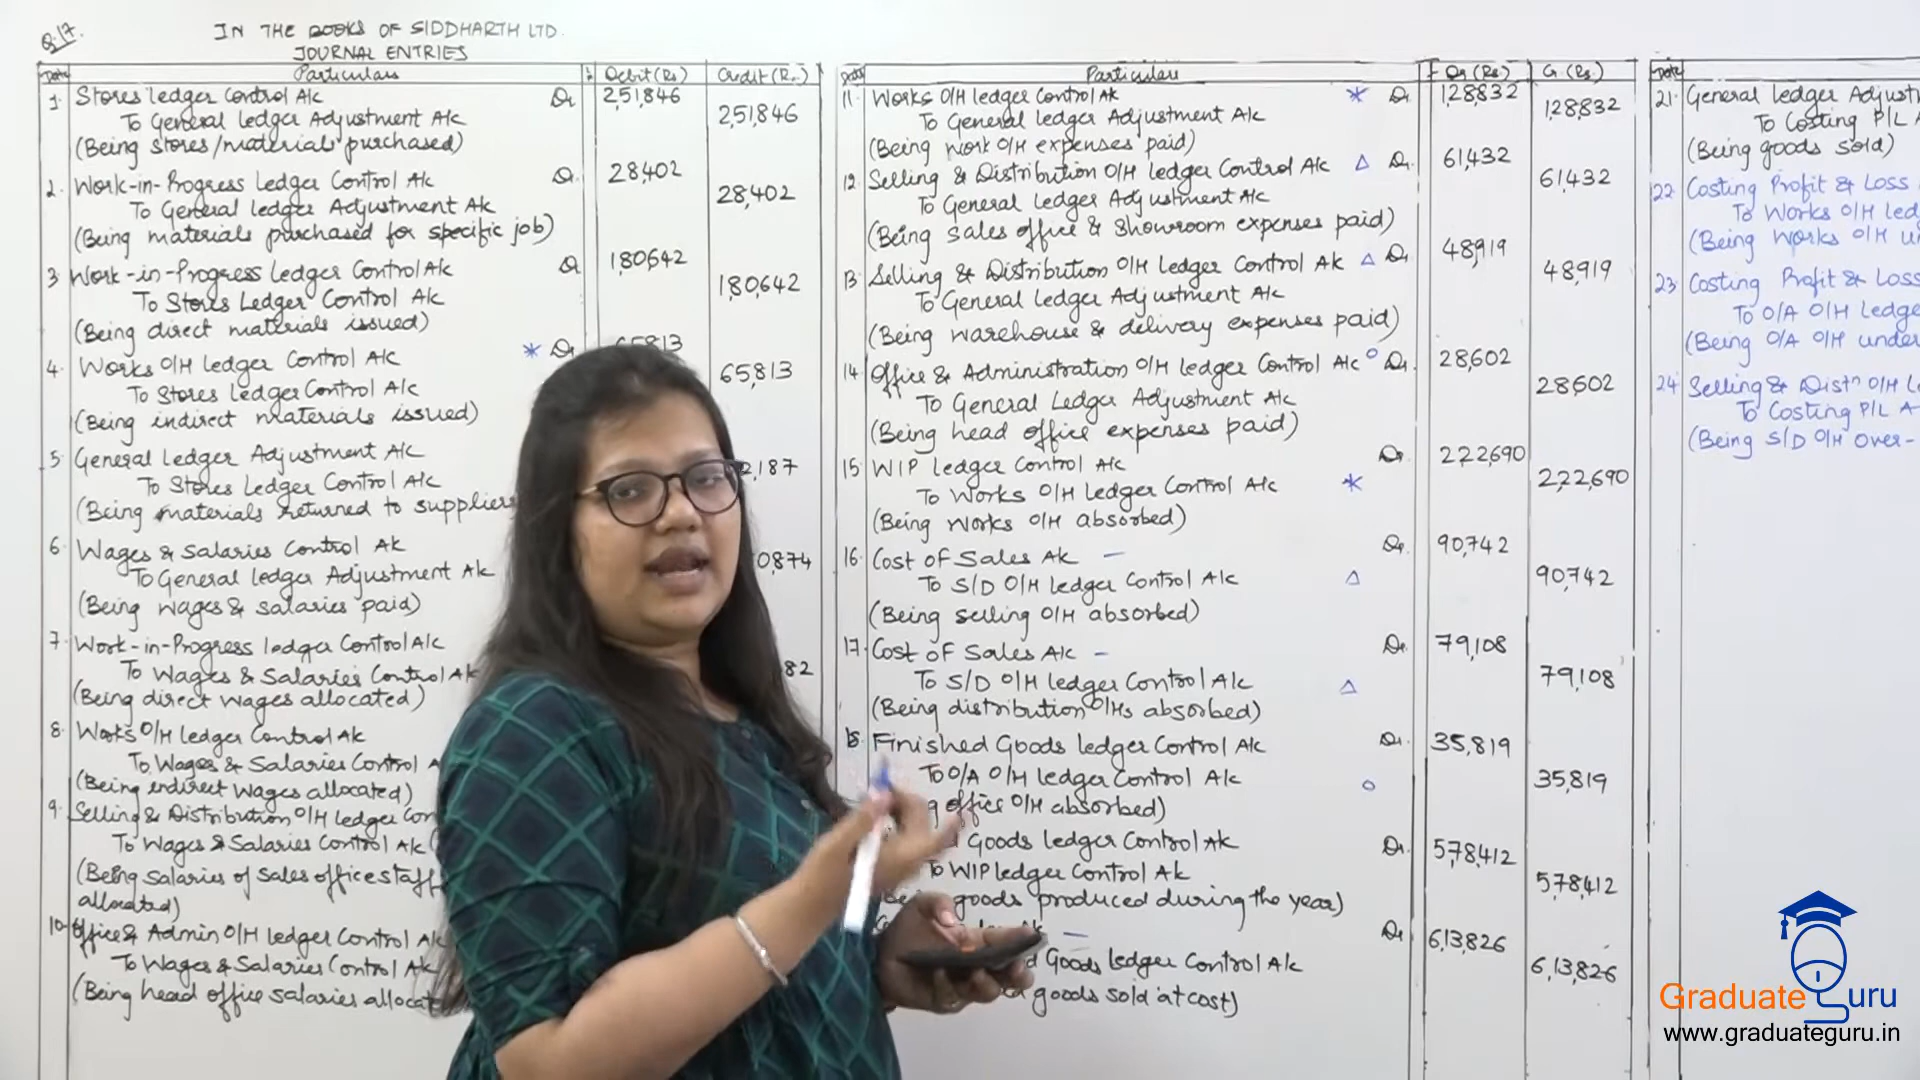 Q.17.
IN THE BOOKS OF SIDDHARTH LTD.
JOURNAL ENTRIES
Date Particulars Debit (Rs) Credit (Rs.)
1. Stores ledger Control A/c Dr 2,51,846
To General ledger Adjustment A/c 2,51,846
(Being stores/materials purchased)
2. Work-in-Progress ledger Control A/c Dr 28,402
To General ledger Adjustment A/c 28,402
(Being materials purchased for specific job)
3. Work-in-Progress ledger Control A/c Dr 1,80,642
To Stores Ledger Control A/c 1,80,642
(Being direct materials issued)
4. Works O/H ledger Control A/c * Dr
To Stores ledger Control A/c 65,813
(Being indirect materials issued)
5. General Ledger Adjustment A/c
To Stores Ledger Control A/c 2,187
(Being materials returned to suppliers
6. Wages & Salaries Control A/c
To General ledger Adjustment A/c 0,874
(Being wages & salaries paid)
7. Work-in-Progress ledger Control A/c
To Wages & Salaries Control A/c 82
(Being direct wages allocated)
8. Works O/H ledger Control A/c
To Wages & Salaries Control A
(Being indirect wages allocated)
9. Selling & Distribution O/H ledger Con
To Wages & Salaries Control A/c
(Being salaries of sales office staff
allocated)
10. Office & Admin O/H ledger Control A/c
To Wages & Salaries Control A/c
(Being head office salaries allocat
Date Particulars F Dr (Rs.) Cr (Rs.)
11. Works O/H ledger Control A/c * Dr 1,28,832
To General ledger Adjustment A/c 1,28,832
(Being work O/H expenses paid)
12. Selling & Distribution O/H ledger Control A/c △ Dr. 61,432
To General ledger Adjustment A/c 61,432
(Being sales office & showroom expenses paid)
13. Selling & Distribution O/H ledger Control A/c △ Dr. 48,919
To General ledger Adjustment A/c 48,919
(Being warehouse & delivery expenses paid)
14. Office & Administration O/H ledger Control A/c ○ Dr. 28,602
To General Ledger Adjustment A/c 28,602
(Being head office expenses paid)
15. WIP ledger Control A/c Dr. 2,22,690
To Works O/H ledger Control A/c * 2,22,690
(Being works O/H absorbed)
16. Cost of Sales A/c – Dr. 90,742
To S/D O/H ledger Control A/c △ 90,742
(Being selling O/H absorbed)
17. Cost of Sales A/c – Dr. 79,108
To S/D O/H ledger Control A/c △ 79,108
(Being distribution O/Hs absorbed)
18. Finished Goods ledger Control A/c Dr. 35,819
To O/A O/H ledger Control A/c ○ 35,819
office O/H absorbed)
Goods ledger Control A/c Dr. 5,78,412
To WIP ledger Control A/c 5,78,412
goods produced during the year)
A/c – Dr. 6,13,826
d Goods Ledger Control A/c 6,13,826
goods sold at cost)
Date
21. General ledger Adjust
To Costing P/L A
(Being goods sold)
22. Costing Profit & Loss
To Works O/H led
(Being Works O/H u
23. Costing Profit & Loss
To O/A O/H Ledge
(Being O/A O/H under
24. Selling & Distn O/H L
To Costing P/L A
(Being S/D O/H Over-
Graduate Guru
www.graduateguru.in